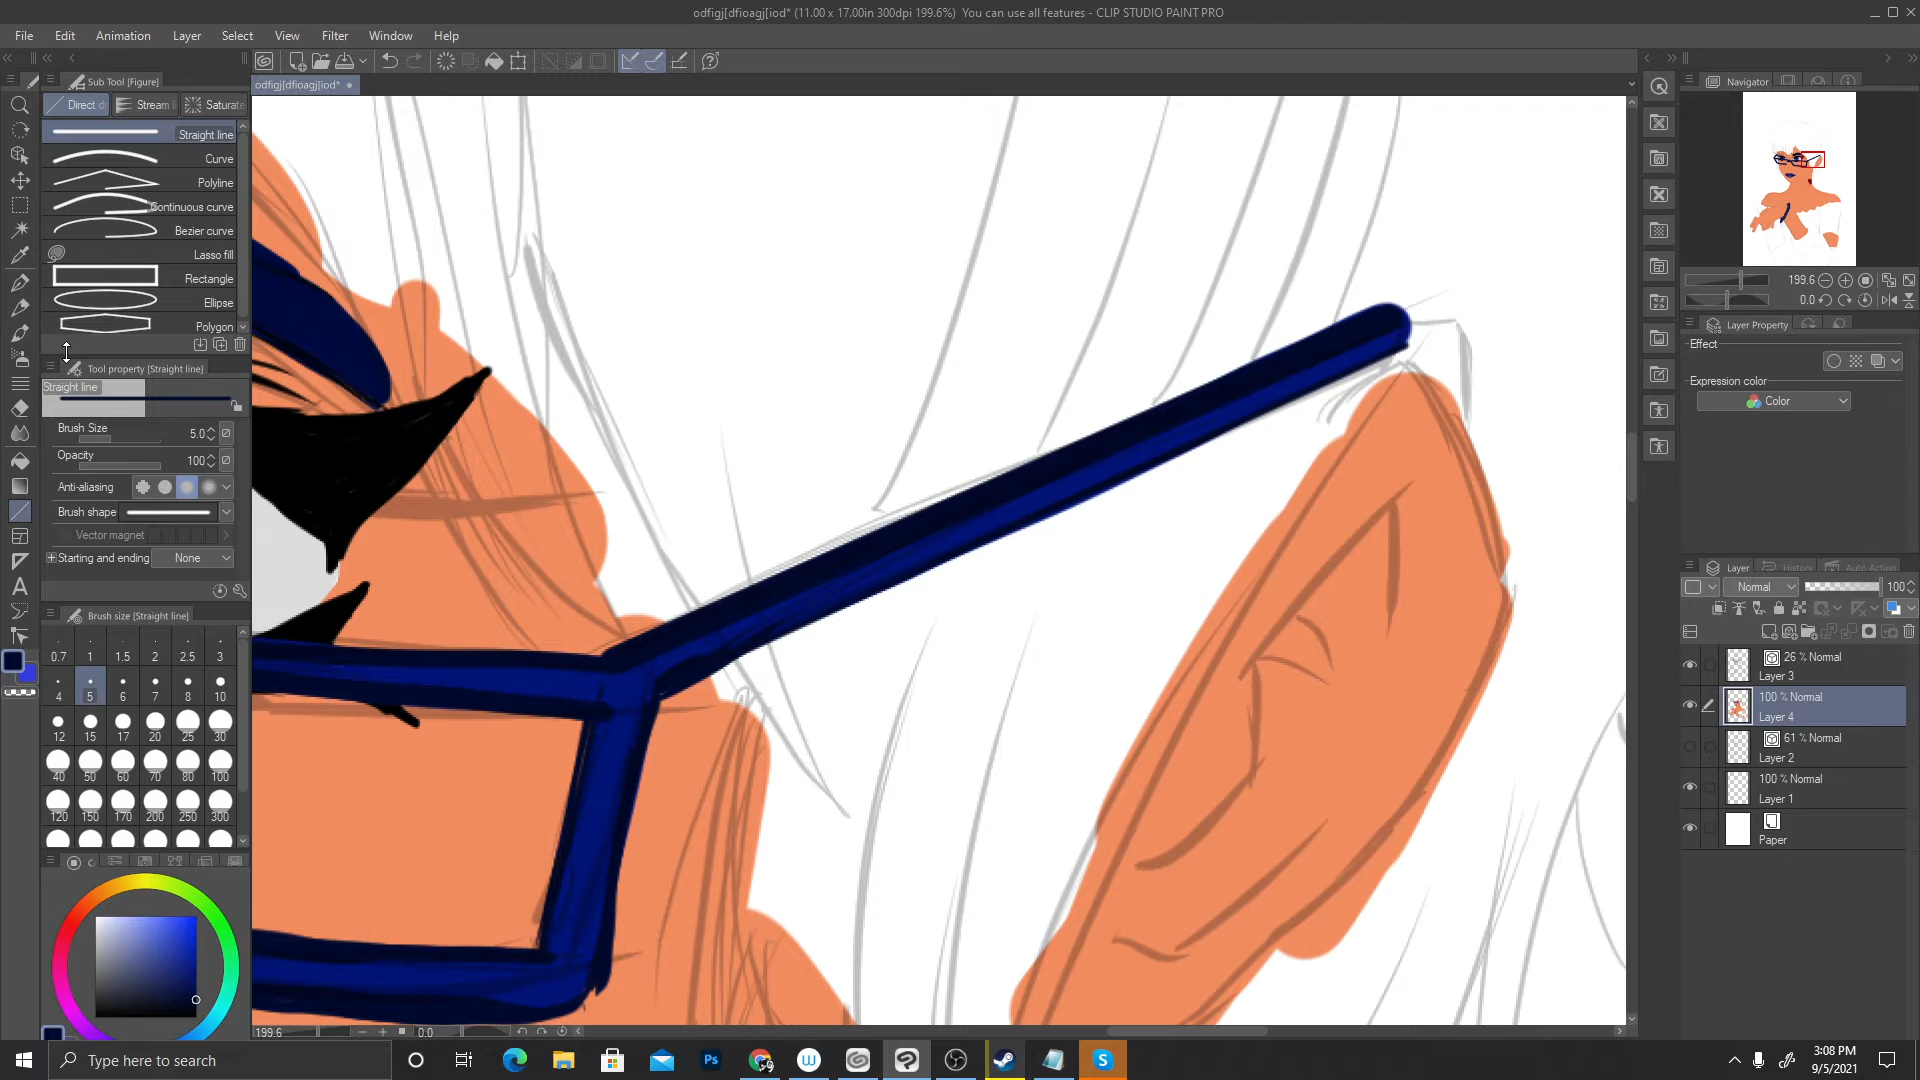 odfigj[dfioagj[iod* (11.00 x 17.00in 300dpi 199.6%)  You can use all features - CLIP STUDIO PAINT PRO
File Edit Animation Layer Select View Filter Window Help
Sub Tool [Figure]
odfigj[dfioagj[iod*
Navigator
Direct d
Stream l
Saturate
Straight line
Curve
Polyline
Continuous curve
Bezier curve
Lasso fill
Rectangle
Ellipse
Polygon
199.6
0.0
Layer Property
Effect
Expression color
Color
Tool property [Straight line]
Straight line
Brush Size 5.0
Opacity 100
Anti-aliasing
Brush shape
Vector magnet
Starting and ending None
Brush size [Straight line]
0.7 1 1.5 2 2.5 3
4 5 6 7 8 10
12 15 17 20 25 30
40 50 60 70 80 100
120 150 170 200 250 300
Layer History Auto Action
Normal 100
26 % Normal
Layer 3
100 % Normal
Layer 4
61 % Normal
Layer 2
100 % Normal
Layer 1
Paper
199.6 0.0
Type here to search
Ps
3:08 PM
9/5/2021